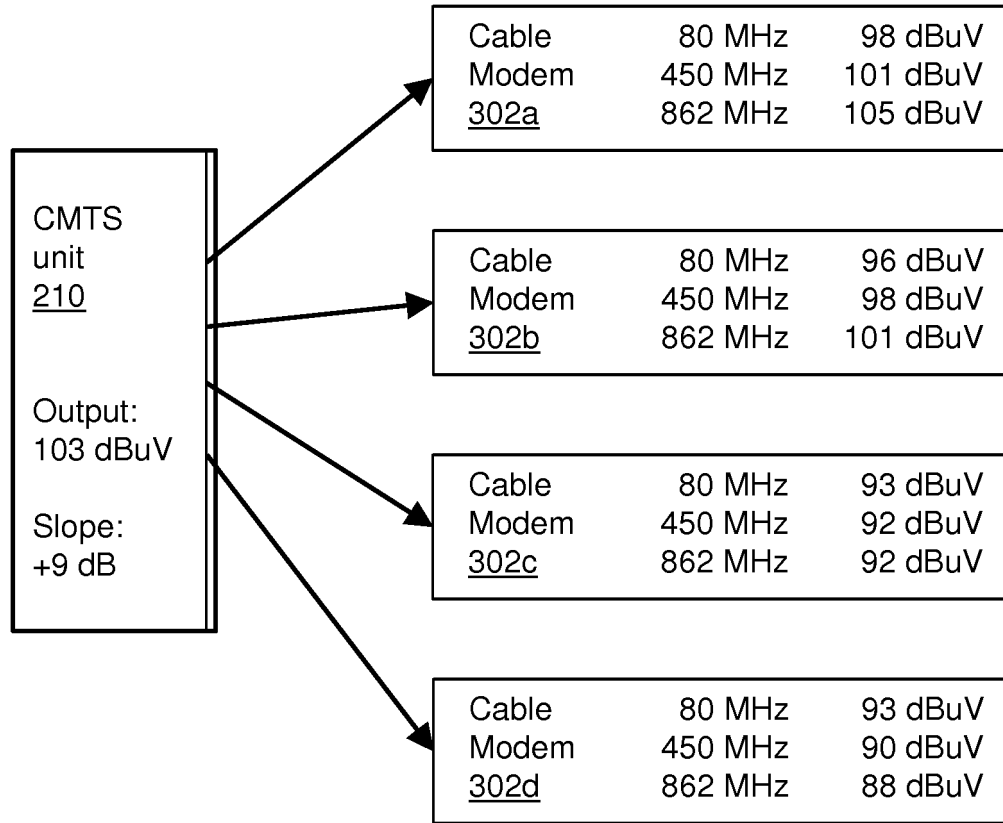 CMTS
unit
210
Output:
103 dBuV
Slope:
+9 dB
Cable 80 MHz 98 dBuV
Modem 450 MHz 101 dBuV
302a 862 MHz 105 dBuV
Cable 80 MHz 96 dBuV
Modem 450 MHz 98 dBuV
302b 862 MHz 101 dBuV
Cable 80 MHz 93 dBuV
Modem 450 MHz 92 dBuV
302c 862 MHz 92 dBuV
Cable 80 MHz 93 dBuV
Modem 450 MHz 90 dBuV
302d 862 MHz 88 dBuV